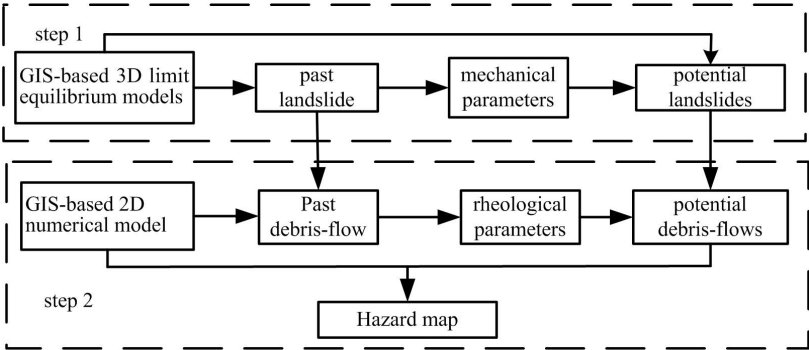 step 1
GIS-based 3D limit
equilibrium models
past
landslide
mechanical
parameters
potential
landslides
GIS-based 2D
numerical model
Past
debris-flow
rheological
parameters
potential
debris-flows
step 2
Hazard map